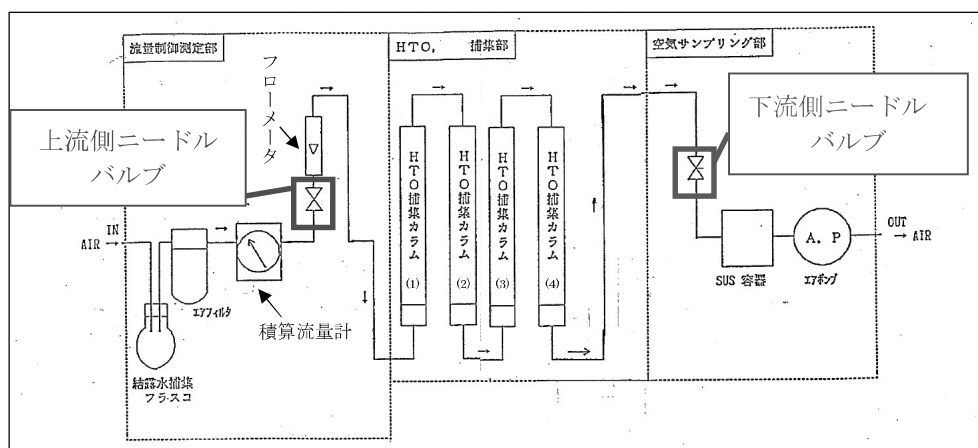 流量制御測定部
HTO, 捕集部
空気サンプリング部
フローメータ
上流側ニードル
バルブ
下流側ニードル
バルブ
IN
AIR
エアフィルタ
積算流量計
結露水捕集
フラスコ
HTO捕集カラム
(1)
HTO捕集カラム
(2)
HTO捕集カラム
(3)
HTO捕集カラム
(4)
SUS 容器
A. P
エアポンプ
OUT
AIR